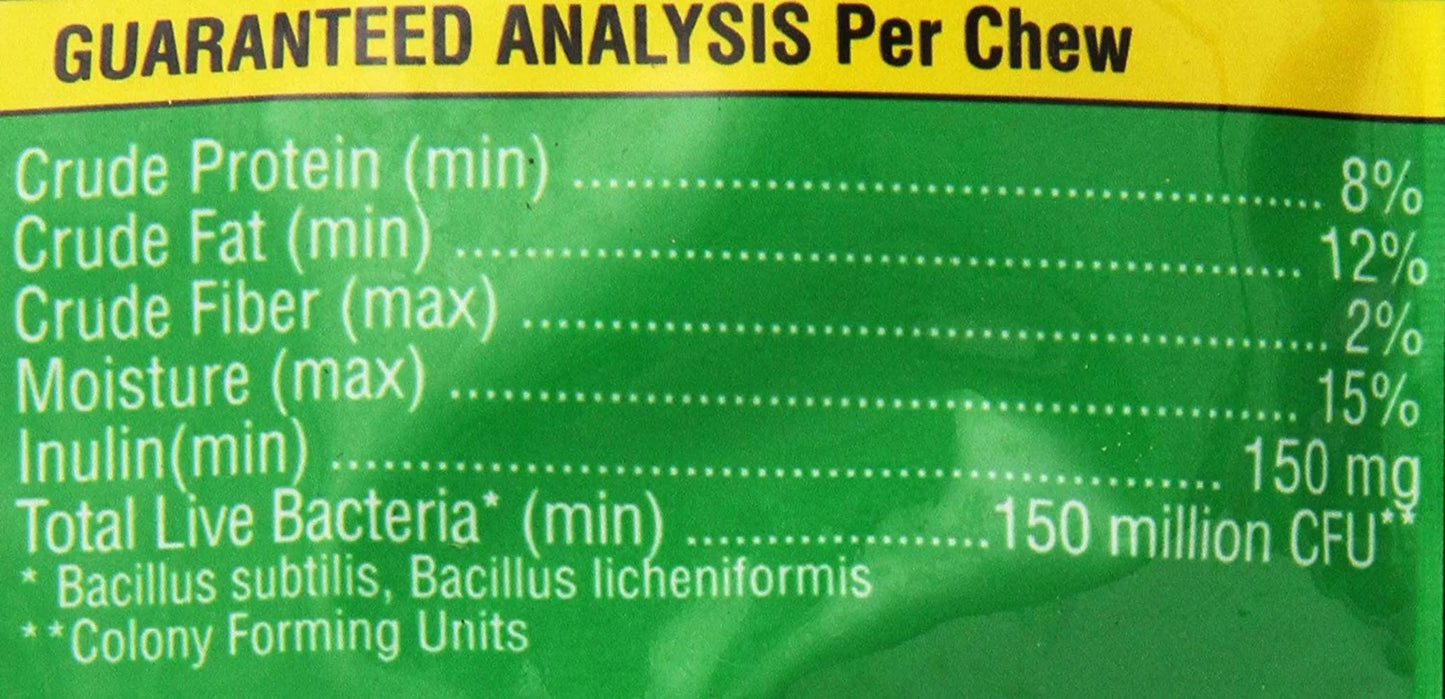 GUARANTEED ANALYSIS Per Chew
Crude Protein (min) ........................................................ 8%
Crude Fat (min) ................................................................ 12%
Crude Fiber (max) ............................................................ 2%
Moisture (max) ................................................................ 15%
Inulin(min) .................................................................... 150 mg
Total Live Bacteria* (min) .....................150 million CFU**
* Bacillus subtilis, Bacillus licheniformis
**Colony Forming Units